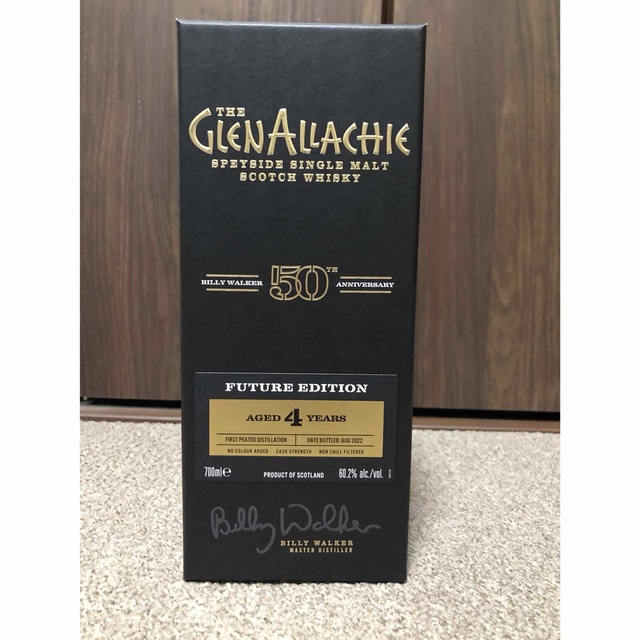 THE
GLENALLACHIE
SPEYSIDE SINGLE MALT
SCOTCH WHISKY
BILLY WALKER 50TH ANNIVERSARY
FUTURE EDITION
AGED 4 YEARS
FIRST PEATED DISTILLATION DATE BOTTLED: AUG 2022
NO COLOUR ADDED CASK STRENGTH NON CHILL FILTERED
700ml℮ PRODUCT OF SCOTLAND 60.2% alc./vol.
Billy Walker
BILLY WALKER
MASTER DISTILLER